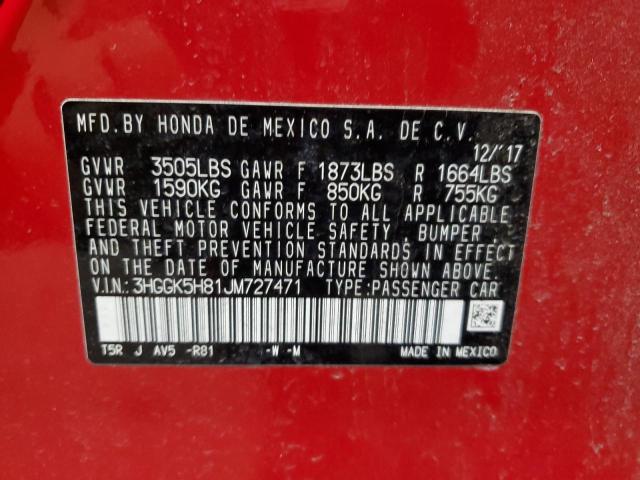 MFD. BY HONDA DE MEXICO S.A. DE C.V.
12/'17
GVWR 3505LBS GAWR F 1873LBS R 1664LBS
GVWR 1590KG GAWR F 850KG R 755KG
THIS VEHICLE CONFORMS TO ALL APPLICABLE
FEDERAL MOTOR VEHICLE SAFETY, BUMPER
AND THEFT PREVENTION STANDARDS IN EFFECT
ON THE DATE OF MANUFACTURE SHOWN ABOVE.
V.I.N.:3HGGK5H81JM727471 TYPE:PASSENGER CAR
T5R J AV5 -R81 -W -M MADE IN MEXICO